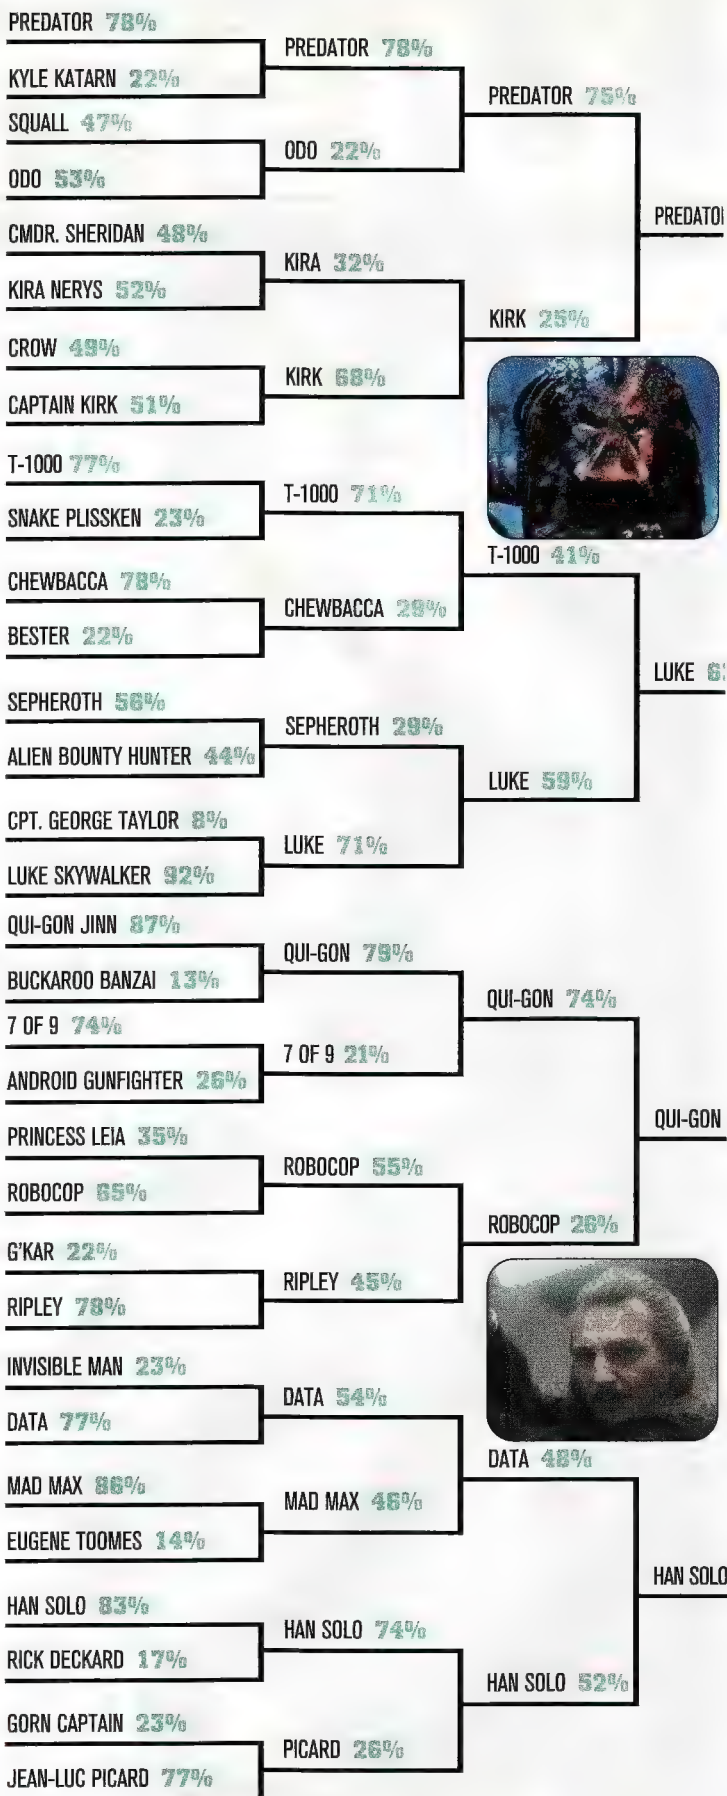 PREDATOR 78%
KYLE KATARN 22%
SQUALL 47%
ODO 53%
CMDR. SHERIDAN 48%
KIRA NERYS 52%
CROW 49%
CAPTAIN KIRK 51%
T-1000 77%
SNAKE PLISSKEN 23%
CHEWBACCA 78%
BESTER 22%
SEPHEROTH 56%
ALIEN BOUNTY HUNTER 44%
CPT. GEORGE TAYLOR 8%
LUKE SKYWALKER 92%
QUI-GON JINN 87%
BUCKAROO BANZAI 13%
7 OF 9 74%
ANDROID GUNFIGHTER 26%
PRINCESS LEIA 35%
ROBOCOP 65%
G'KAR 22%
RIPLEY 78%
INVISIBLE MAN 23%
DATA 77%
MAD MAX 86%
EUGENE TOOMES 14%
HAN SOLO 83%
RICK DECKARD 17%
GORN CAPTAIN 23%
JEAN-LUC PICARD 77%
PREDATOR 78%
ODO 22%
KIRA 32%
KIRK 68%
T-1000 71%
CHEWBACCA 29%
SEPHEROTH 29%
LUKE 71%
QUI-GON 79%
7 OF 9 21%
ROBOCOP 55%
RIPLEY 45%
DATA 54%
MAD MAX 46%
HAN SOLO 74%
PICARD 26%
PREDATOR 75%
KIRK 25%
T-1000 41%
LUKE 59%
QUI-GON 74%
ROBOCOP 26%
DATA 48%
HAN SOLO 52%
PREDATO
LUKE 6
QUI-GON
HAN SOLO